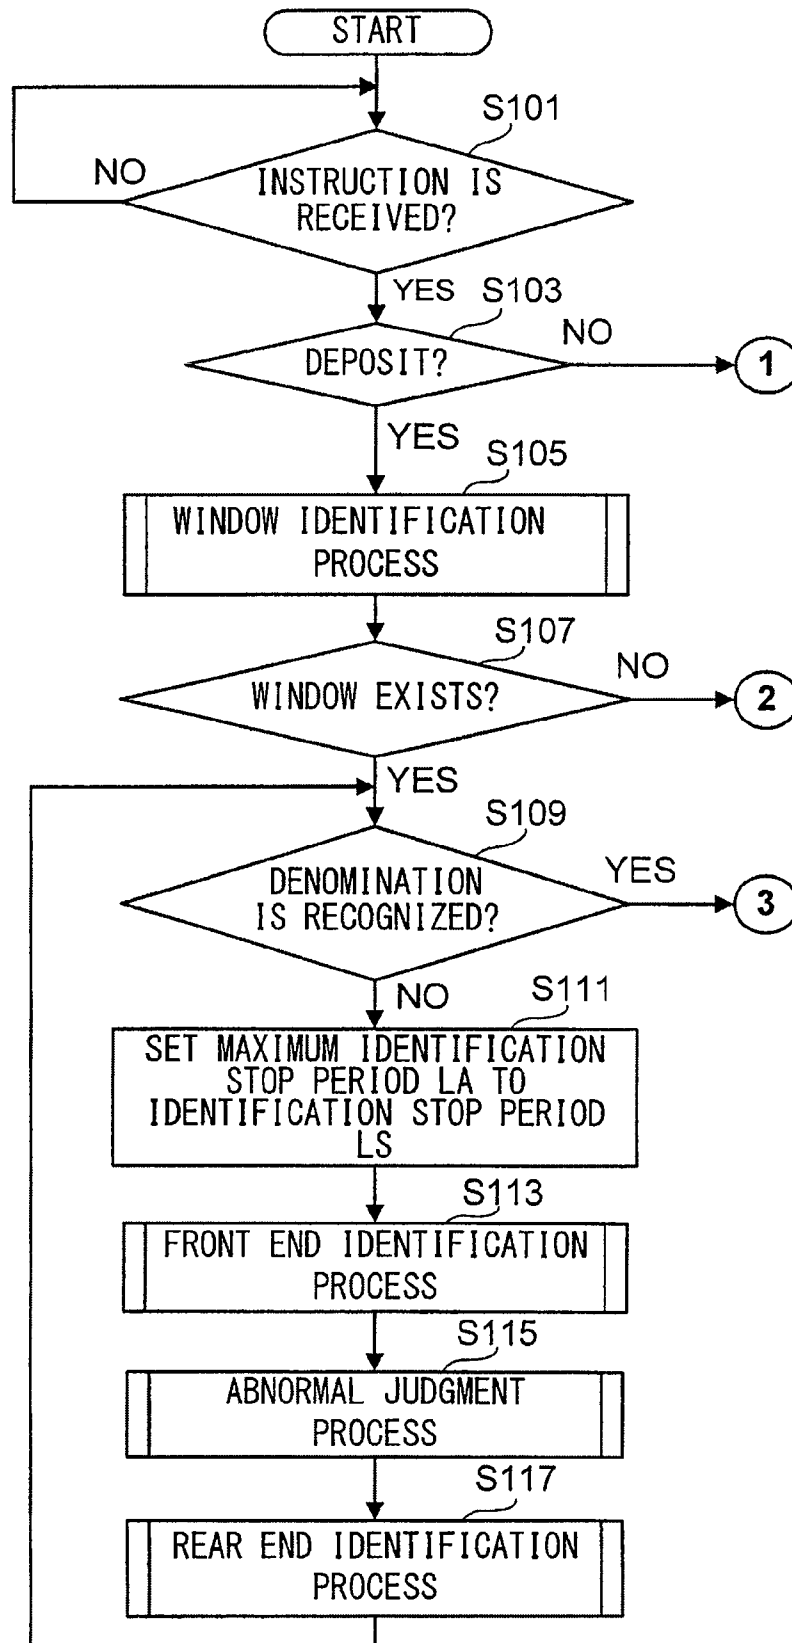 START
S101
NO
INSTRUCTION IS
RECEIVED?
YES
S103
NO
DEPOSIT?
1
YES
S105
WINDOW IDENTIFICATION
PROCESS
S107
NO
WINDOW EXISTS?
2
YES
S109
YES
DENOMINATION
IS RECOGNIZED?
3
NO
S111
SET MAXIMUM IDENTIFICATION
STOP PERIOD LA TO
IDENTIFICATION STOP PERIOD
LS
S113
FRONT END IDENTIFICATION
PROCESS
S115
ABNORMAL JUDGMENT
PROCESS
S117
REAR END IDENTIFICATION
PROCESS